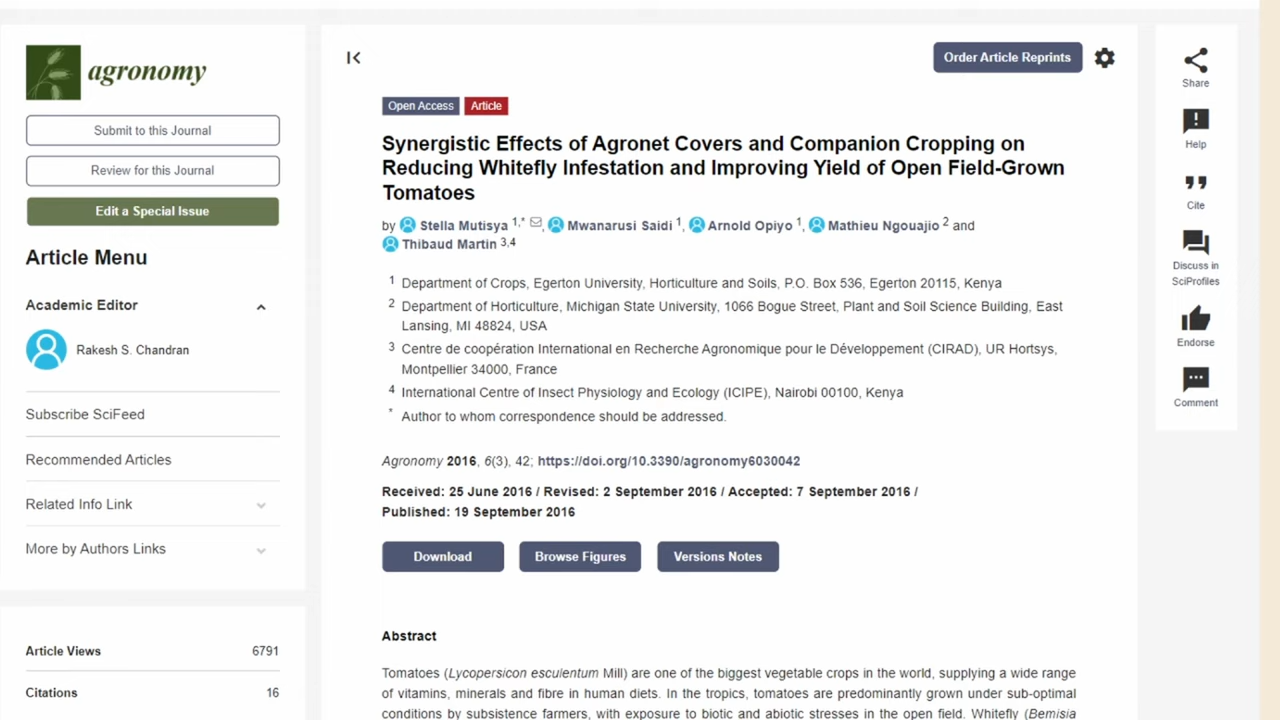 agronomy
Submit to this Journal
Review for this Journal
Edit a Special Issue
Article Menu
Academic Editor
Rakesh S. Chandran
Subscribe SciFeed
Recommended Articles
Related Info Link
More by Authors Links
Article Views 6791
Citations 16
Order Article Reprints
Open Access Article
Synergistic Effects of Agronet Covers and Companion Cropping on
Reducing Whitefly Infestation and Improving Yield of Open Field-Grown
Tomatoes
by Stella Mutisya 1,* , Mwanarusi Saidi 1, Arnold Opiyo 1, Mathieu Ngouajio 2 and
Thibaud Martin 3,4
1 Department of Crops, Egerton University, Horticulture and Soils, P.O. Box 536, Egerton 20115, Kenya
2 Department of Horticulture, Michigan State University, 1066 Bogue Street, Plant and Soil Science Building, East
Lansing, MI 48824, USA
3 Centre de coopération International en Recherche Agronomique pour le Développement (CIRAD), UR Hortsys,
Montpellier 34000, France
4 International Centre of Insect Physiology and Ecology (ICIPE), Nairobi 00100, Kenya
* Author to whom correspondence should be addressed.
Agronomy 2016, 6(3), 42; https://doi.org/10.3390/agronomy6030042
Received: 25 June 2016 / Revised: 2 September 2016 / Accepted: 7 September 2016 /
Published: 19 September 2016
Download Browse Figures Versions Notes
Abstract
Tomatoes (Lycopersicon esculentum Mill) are one of the biggest vegetable crops in the world, supplying a wide range
of vitamins, minerals and fibre in human diets. In the tropics, tomatoes are predominantly grown under sub-optimal
conditions by subsistence farmers, with exposure to biotic and abiotic stresses in the open field. Whitefly (Bemisia
Share
Help
Cite
Discuss in
SciProfiles
Endorse
Comment